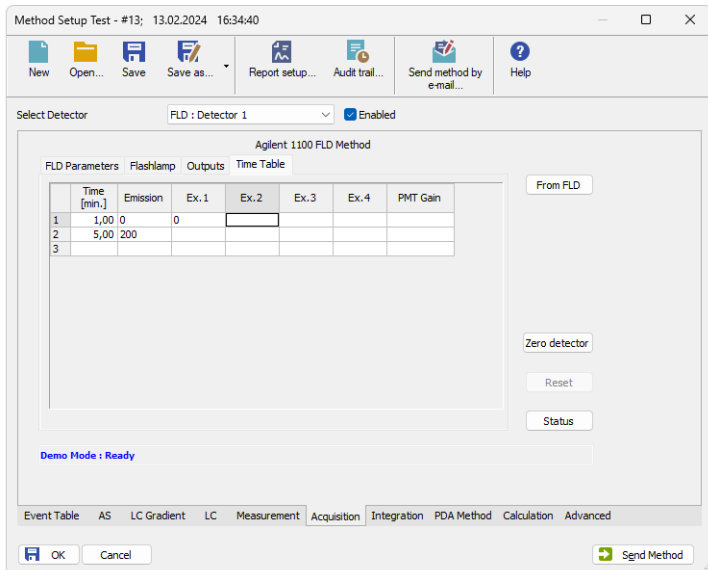 Method Setup Test - #13; 13.02.2024 16:34:40
New Open... Save Save as... Report setup... Audit trail... Send method by e-mail... Help
Select Detector FLD : Detector 1 Enabled
Agilent 1100 FLD Method
FLD Parameters Flashlamp Outputs Time Table
From FLD
Time [min.] Emission Ex.1 Ex.2 Ex.3 Ex.4 PMT Gain
1 1,00 0 0
2 5,00 200
3
Zero detector
Reset
Status
Demo Mode : Ready
Event Table AS LC Gradient LC Measurement Acquisition Integration PDA Method Calculation Advanced
OK Cancel Send Method